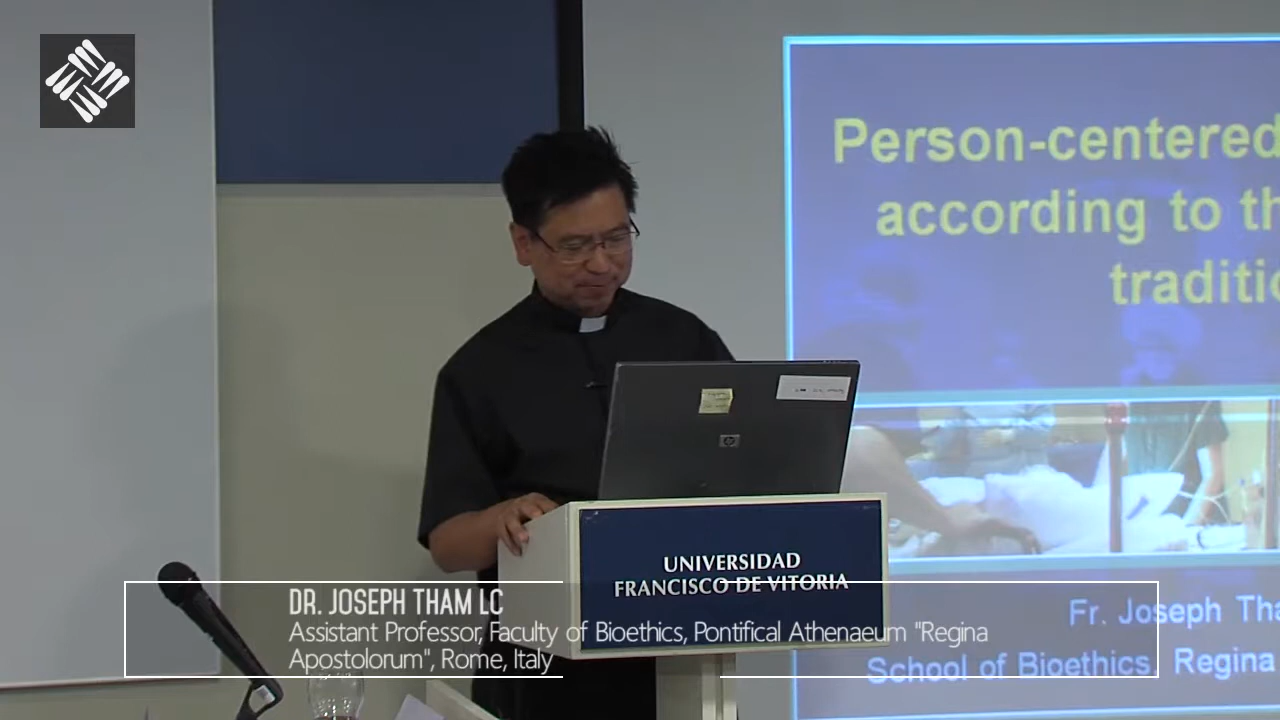 Person-centered
according to th
traditio
UNIVERSIDAD
FRANCISCO DE VITORIA
DR. JOSEPH THAM LC
Assistant Professor, Faculty of Bioethics, Pontifical Athenaeum "Regina
Apostolorum", Rome, Italy
Fr. Joseph Tha
School of Bioethics, Regina
hp